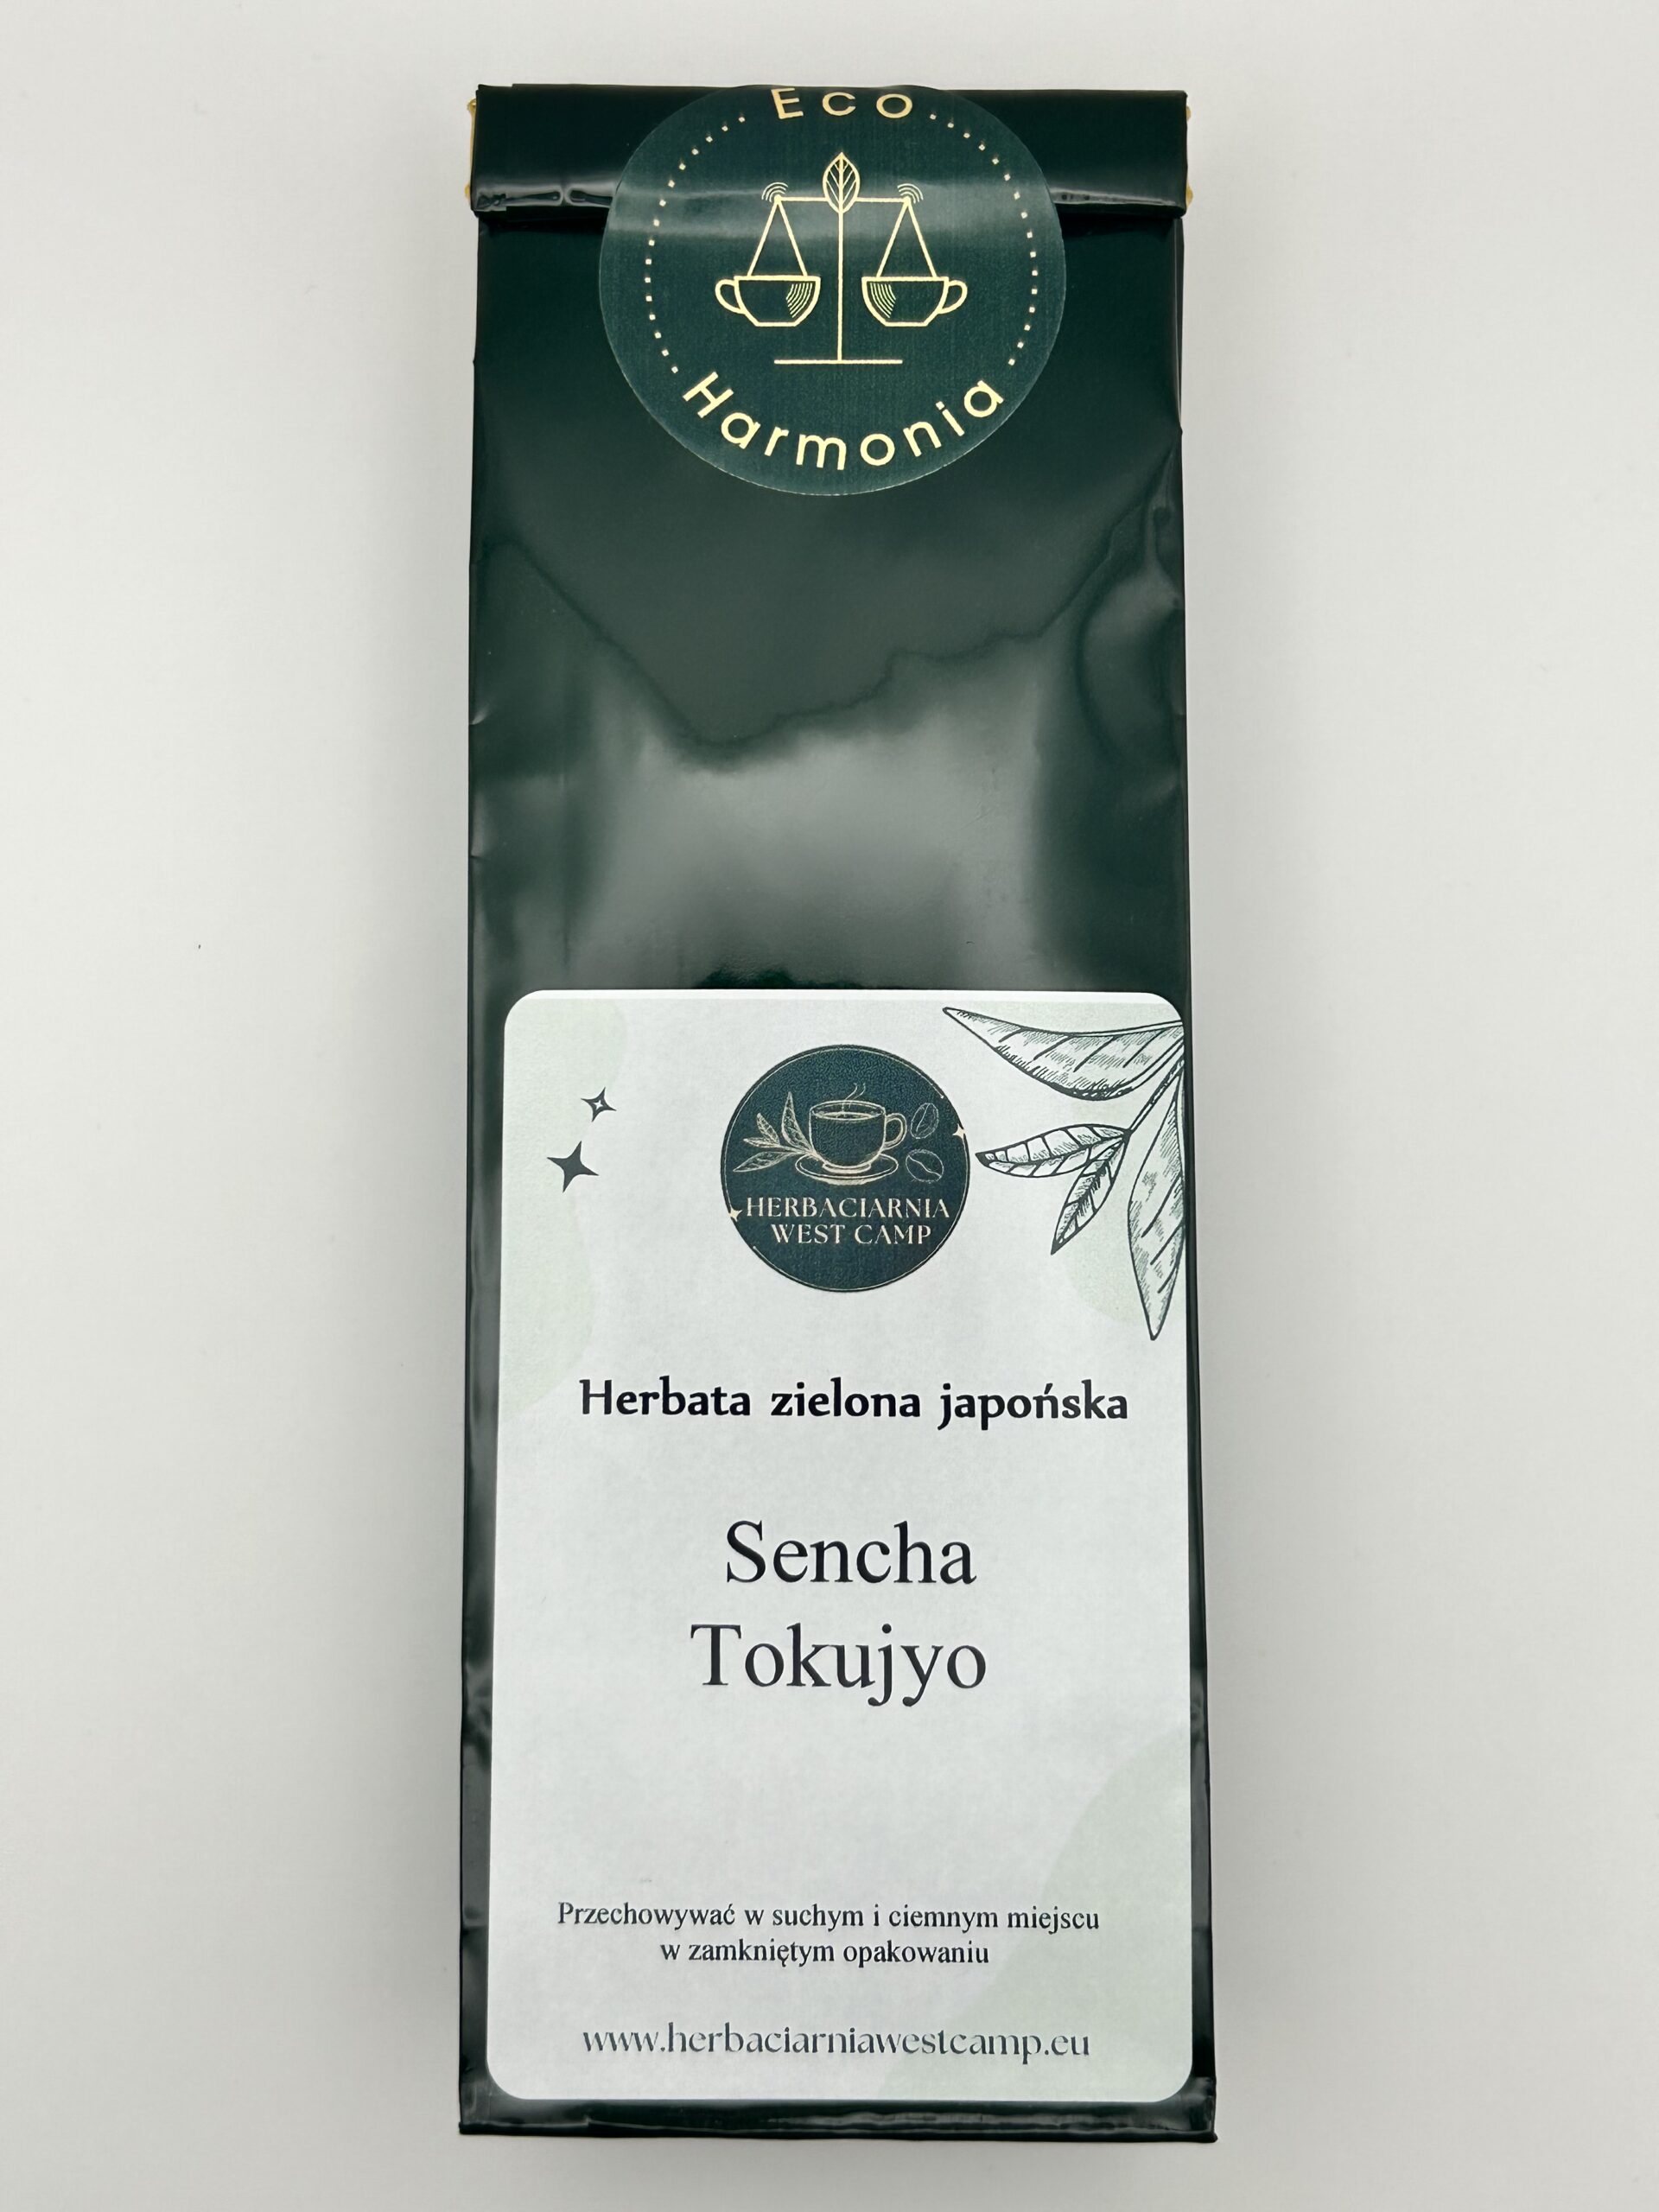 Eco
Harmonia
HERBACIARNIA
WEST CAMP
Herbata zielona japońska
Sencha
Tokujyo
Przechowywać w suchym i ciemnym miejscu
w zamkniętym opakowaniu
www.herbaciarniawestcamp.eu